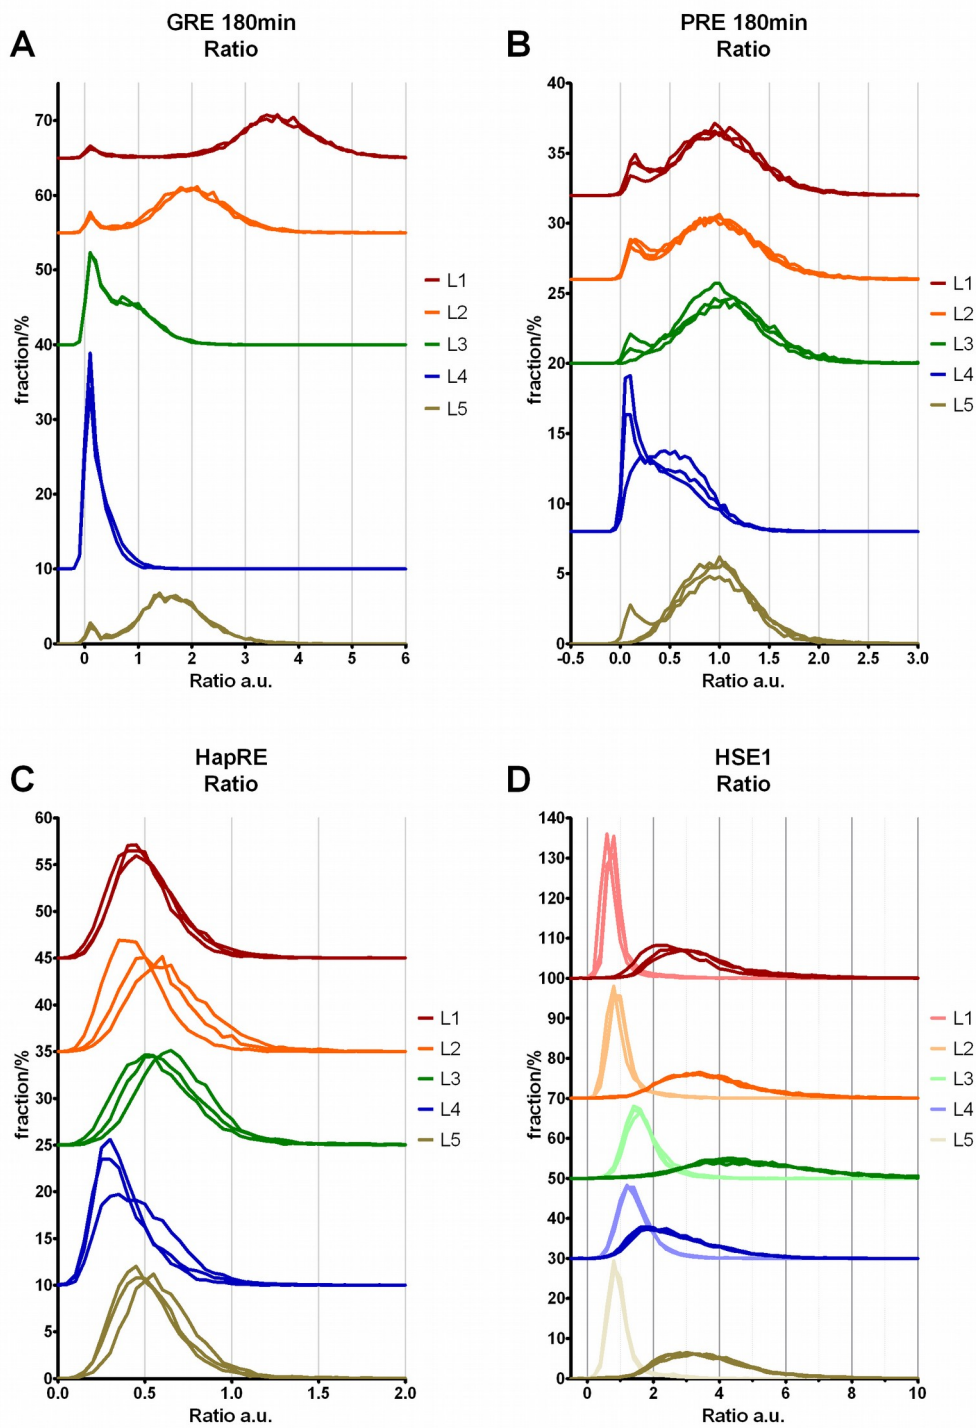 A
GRE 180min
Ratio
fraction/%
70
60
50
40
30
20
10
0
0 1 2 3 4 5 6
Ratio a.u.
L1
L2
L3
L4
L5
B
PRE 180min
Ratio
fraction/%
40
35
30
25
20
15
10
5
0
-0.5 0.0 0.5 1.0 1.5 2.0 2.5 3.0
Ratio a.u.
L1
L2
L3
L4
L5
C
HapRE
Ratio
fraction/%
60
55
50
45
40
35
30
25
20
15
10
5
0
0.0 0.5 1.0 1.5 2.0
Ratio a.u.
L1
L2
L3
L4
L5
D
HSE1
Ratio
fraction/%
140
130
120
110
100
90
80
70
60
50
40
30
20
10
0
0 2 4 6 8 10
Ratio a.u.
L1
L2
L3
L4
L5